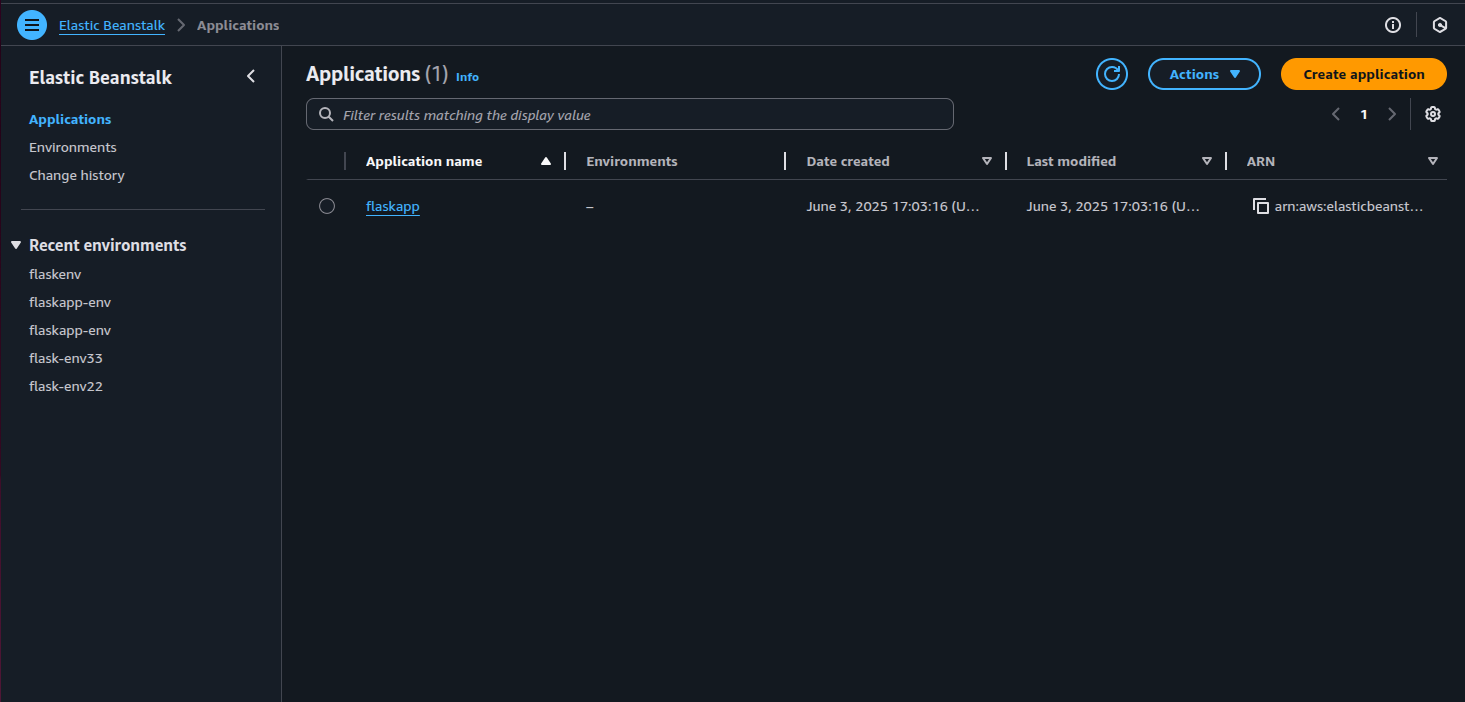 Elastic Beanstalk > Applications
Elastic Beanstalk
Applications
Environments
Change history
Recent environments
flaskenv
flaskapp-env
flaskapp-env
flask-env33
flask-env22
Applications (1) Info
Actions
Create application
Filter results matching the display value
1
Application name Environments Date created Last modified ARN
flaskapp – June 3, 2025 17:03:16 (U... June 3, 2025 17:03:16 (U... arn:aws:elasticbeanst...